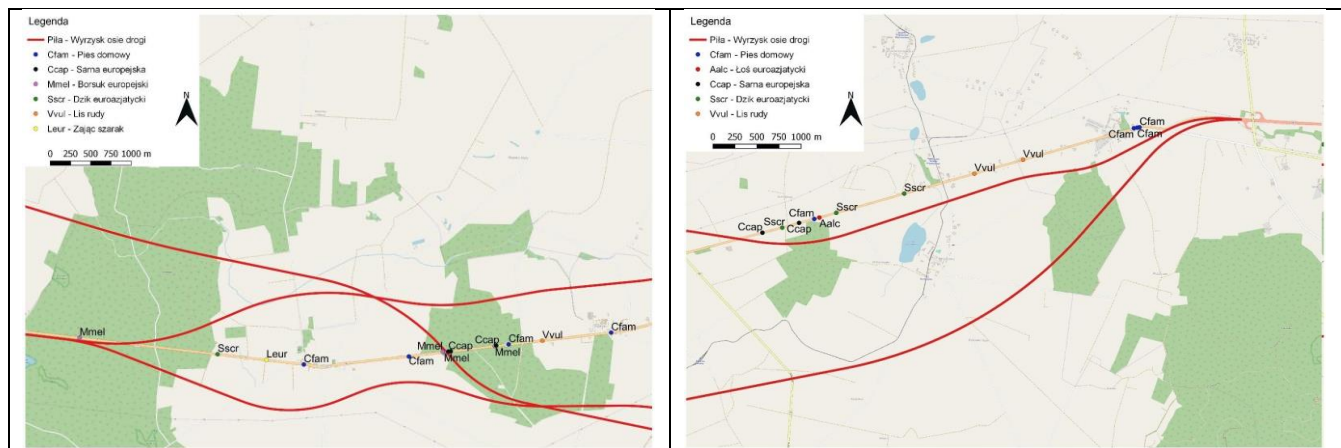 Legenda
Piła - Wyrzysk osie drogi
Cfam - Pies domowy
Ccap - Sarna europejska
Mmel - Borsuk europejski
Sscr - Dzik euroazjatycki
Vvul - Lis rudy
Leur - Zając szarak
N
0 250 500 750 1000 m
Mmel
Sscr
Leur
Cfam
Cfam
Mmel
Ccap
Mmel
Ccap
Mmel
Cfam
Vvul
Cfam
Legenda
Piła - Wyrzysk osie drogi
Cfam - Pies domowy
Aalc - Łoś euroazjatycki
Ccap - Sarna europejska
Sscr - Dzik euroazjatycki
Vvul - Lis rudy
N
0 250 500 750 1000 m
Cfam
Cfam
Cfam
Vvul
Vvul
Sscr
Sscr
Cfam
Aalc
Sscr
Ccap
Ccap